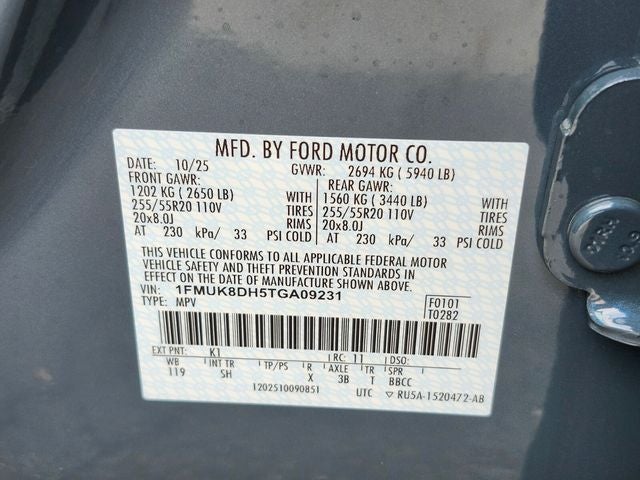 MFD. BY FORD MOTOR CO.
DATE: 10/25 GVWR: 2694 KG ( 5940 LB)
FRONT GAWR: REAR GAWR:
1202 KG ( 2650 LB) WITH 1560 KG ( 3440 LB) WITH
255/55R20 110V TIRES 255/55R20 110V TIRES
20x8.0J RIMS 20x8.0J RIMS
AT 230 kPa/ 33 PSI COLD AT 230 kPa/ 33 PSI COLD
THIS VEHICLE CONFORMS TO ALL APPLICABLE FEDERAL MOTOR
VEHICLE SAFETY AND THEFT PREVENTION STANDARDS IN
EFFECT ON THE DATE OF MANUFACTURE SHOWN ABOVE.
VIN: 1FMUK8DH5TGA09231 F0101
TYPE: MPV T0282
EXT PNT: K1 RC: 11 DSO:
WB INT TR TP/PS R AXLE TR SPR
119 SH X 3B T BBCC
1202510090851 UTC ▽ RU5A-1520472-AB